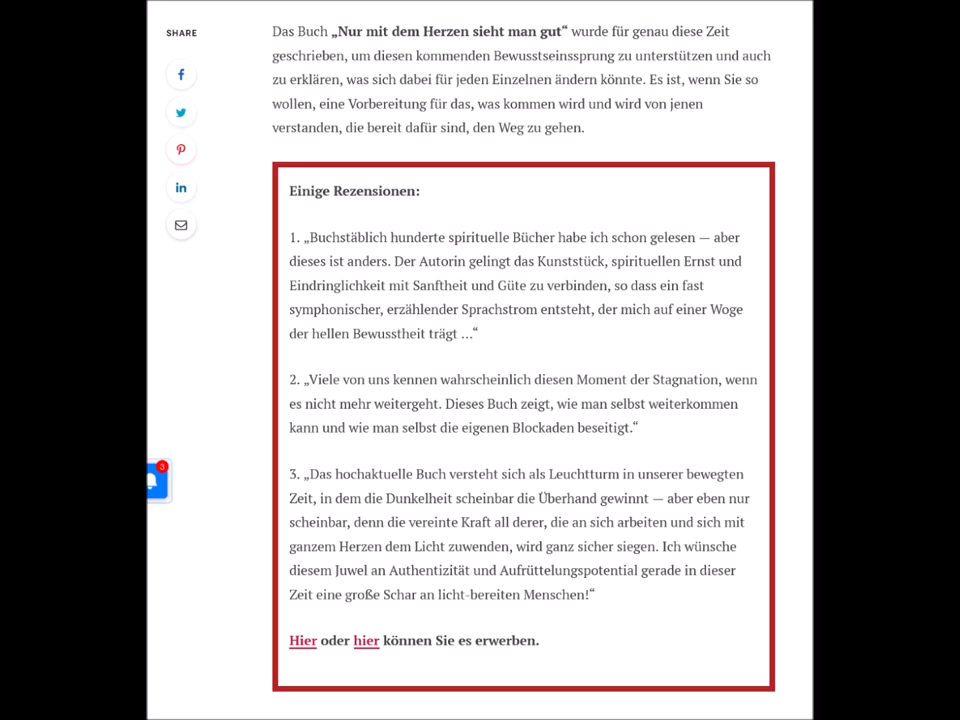 SHARE
Das Buch „Nur mit dem Herzen sieht man gut“ wurde für genau diese Zeit
geschrieben, um diesen kommenden Bewusstseinssprung zu unterstützen und auch
zu erklären, was sich dabei für jeden Einzelnen ändern könnte. Es ist, wenn Sie so
wollen, eine Vorbereitung für das, was kommen wird und wird von jenen
verstanden, die bereit dafür sind, den Weg zu gehen.
Einige Rezensionen:
1. „Buchstäblich hunderte spirituelle Bücher habe ich schon gelesen — aber
dieses ist anders. Der Autorin gelingt das Kunststück, spirituellen Ernst und
Eindringlichkeit mit Sanftheit und Güte zu verbinden, so dass ein fast
symphonischer, erzählender Sprachstrom entsteht, der mich auf einer Woge
der hellen Bewusstheit trägt …“
2. „Viele von uns kennen wahrscheinlich diesen Moment der Stagnation, wenn
es nicht mehr weitergeht. Dieses Buch zeigt, wie man selbst weiterkommen
kann und wie man selbst die eigenen Blockaden beseitigt.“
3
3. „Das hochaktuelle Buch versteht sich als Leuchtturm in unserer bewegten
Zeit, in dem die Dunkelheit scheinbar die Überhand gewinnt — aber eben nur
scheinbar, denn die vereinte Kraft all derer, die an sich arbeiten und sich mit
ganzem Herzen dem Licht zuwenden, wird ganz sicher siegen. Ich wünsche
diesem Juwel an Authentizität und Aufrüttelungspotential gerade in dieser
Zeit eine große Schar an licht-bereiten Menschen!“
Hier oder hier können Sie es erwerben.